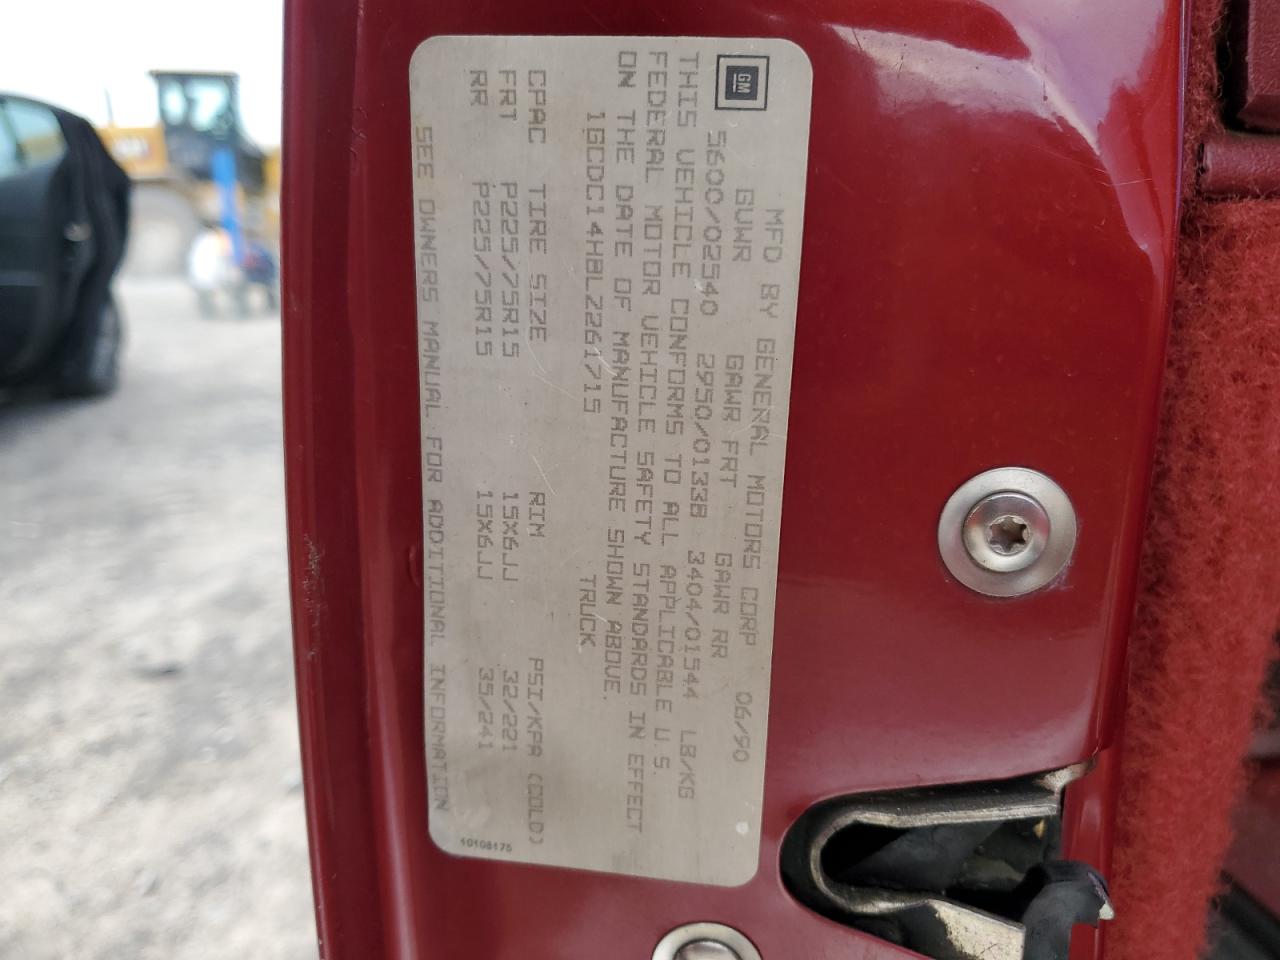 GM
MFD BY GENERAL MOTORS CORP 06/90
GVWR GAWR FRT GAWR RR
5600/02540 2950/01338 3404/01544 LB/KG
THIS VEHICLE CONFORMS TO ALL APPLICABLE U.S.
FEDERAL MOTOR VEHICLE SAFETY STANDARDS IN EFFECT
ON THE DATE OF MANUFACTURE SHOWN ABOVE.
1GCDC14H8LZ261715 TRUCK
CPAC TIRE SIZE RIM PSI/KPA (COLD)
FRT P225/75R15 15X6JJ 32/221
RR P225/75R15 15X6JJ 35/241
SEE OWNERS MANUAL FOR ADDITIONAL INFORMATION
10108175